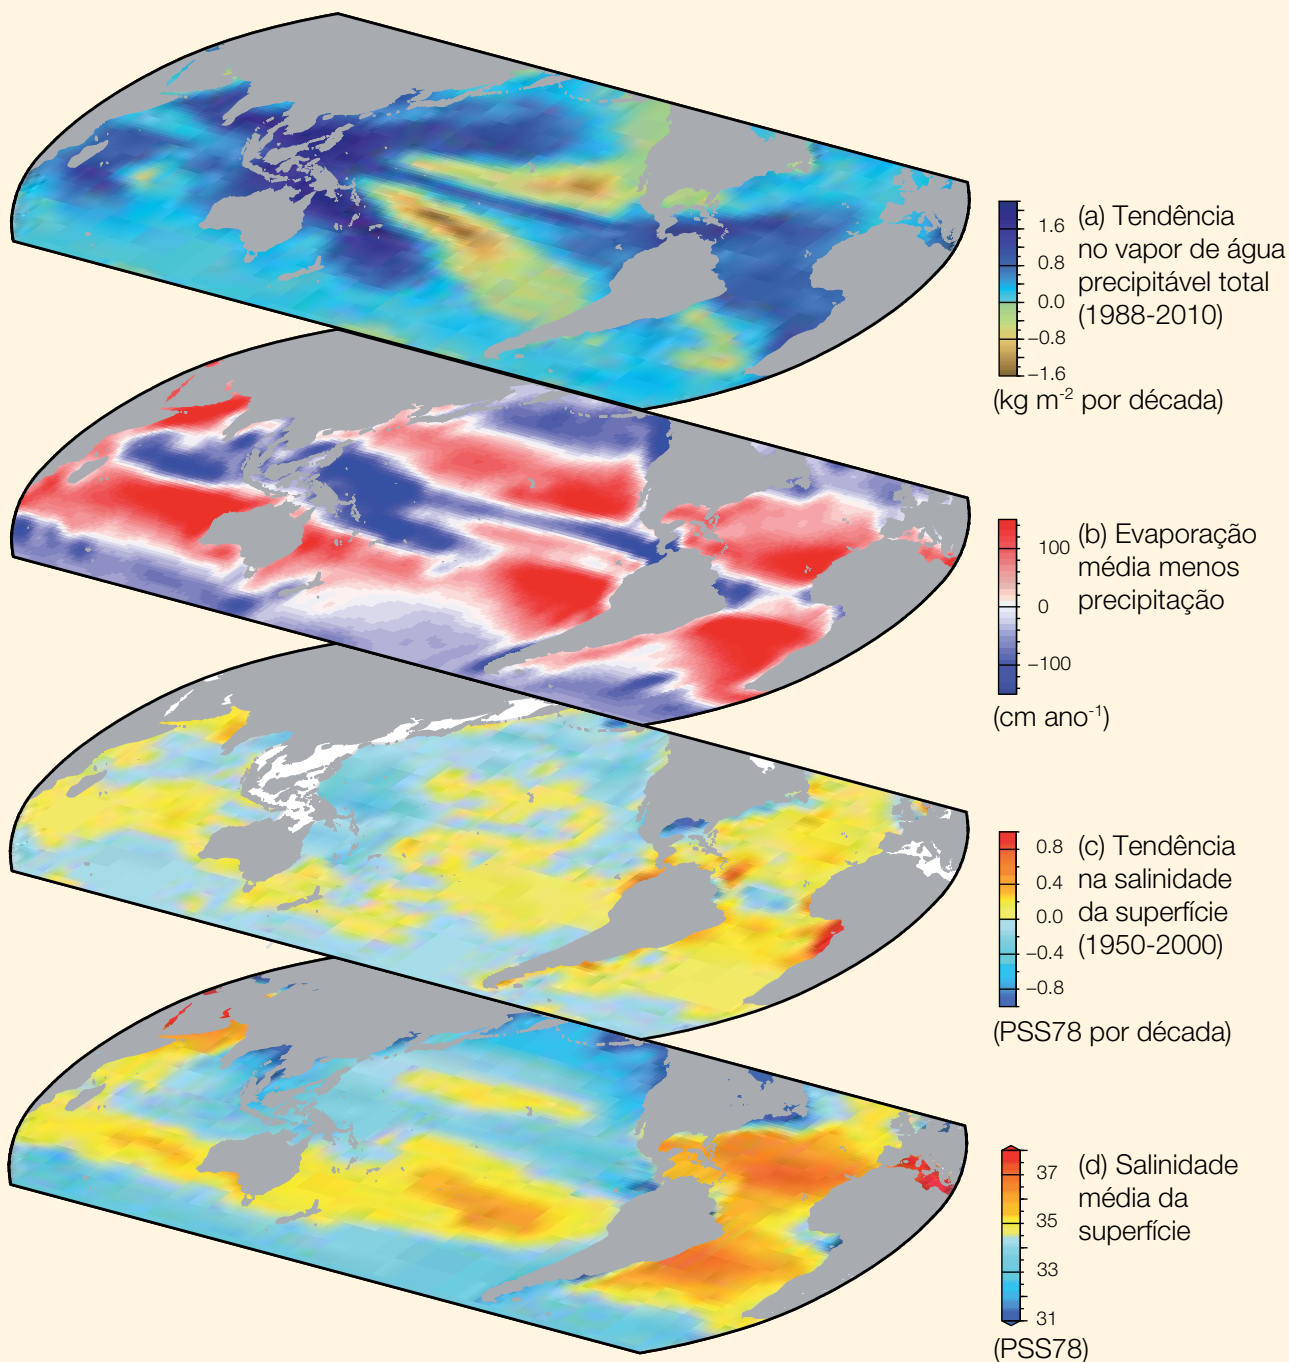 1.6
0.8
0.0
−0.8
−1.6
(a) Tendência
no vapor de água
precipitável total
(1988-2010)
(kg m⁻² por década)
100
0
−100
(b) Evaporação
média menos
precipitação
(cm ano⁻¹)
0.8
0.4
0.0
−0.4
−0.8
(c) Tendência
na salinidade
da superfície
(1950-2000)
(PSS78 por década)
37
35
33
31
(d) Salinidade
média da
superfície
(PSS78)